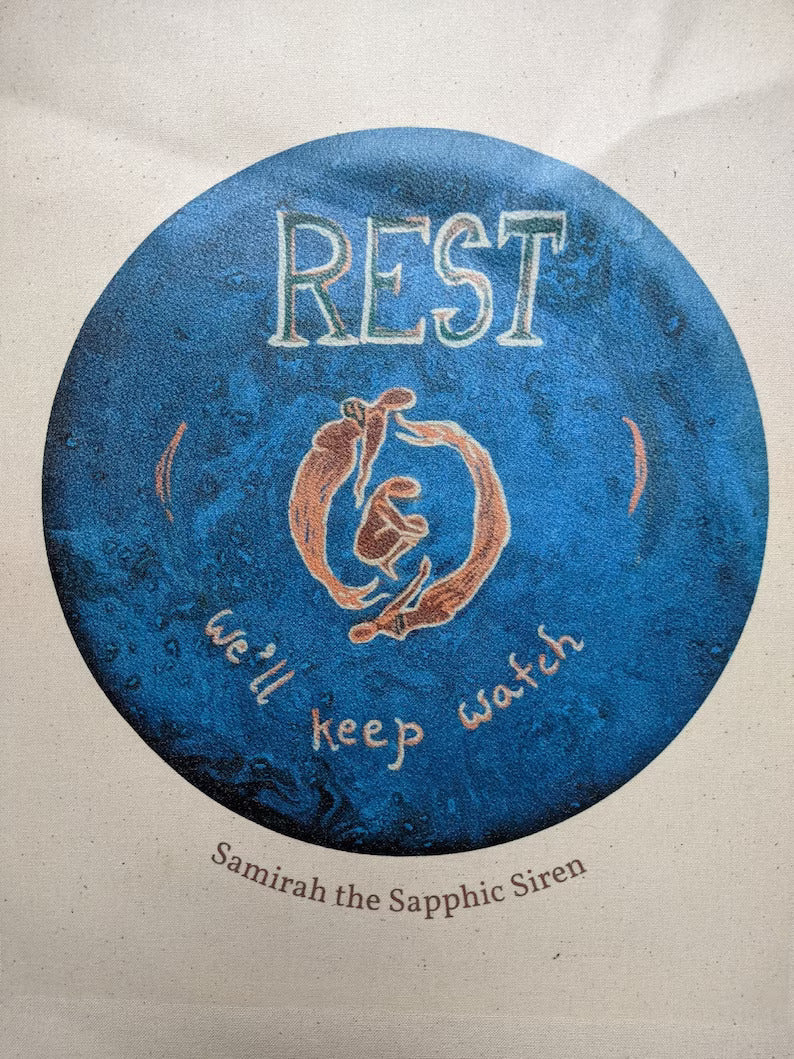 REST
we'll keep watch
Samirah the Sapphic Siren